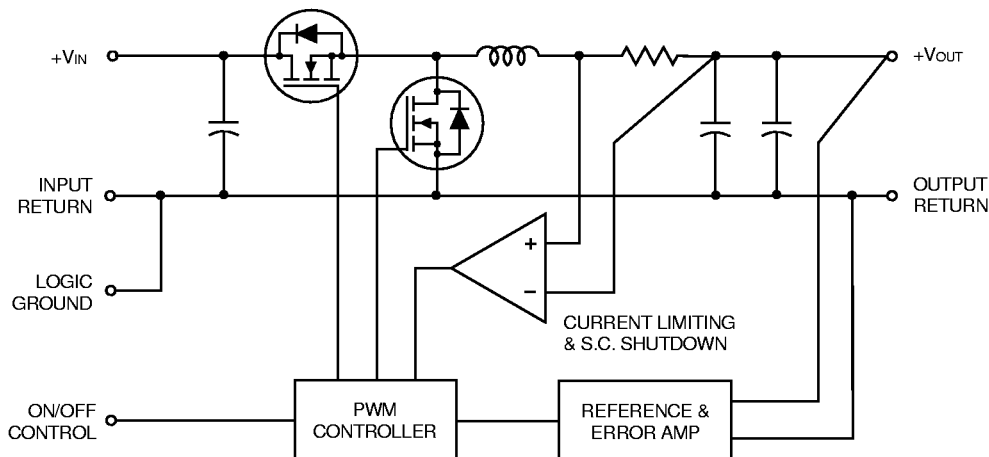 +VIN
+VOUT
INPUT
RETURN
OUTPUT
RETURN
LOGIC
GROUND
+
−
CURRENT LIMITING
& S.C. SHUTDOWN
ON/OFF
CONTROL
PWM
CONTROLLER
REFERENCE &
ERROR AMP